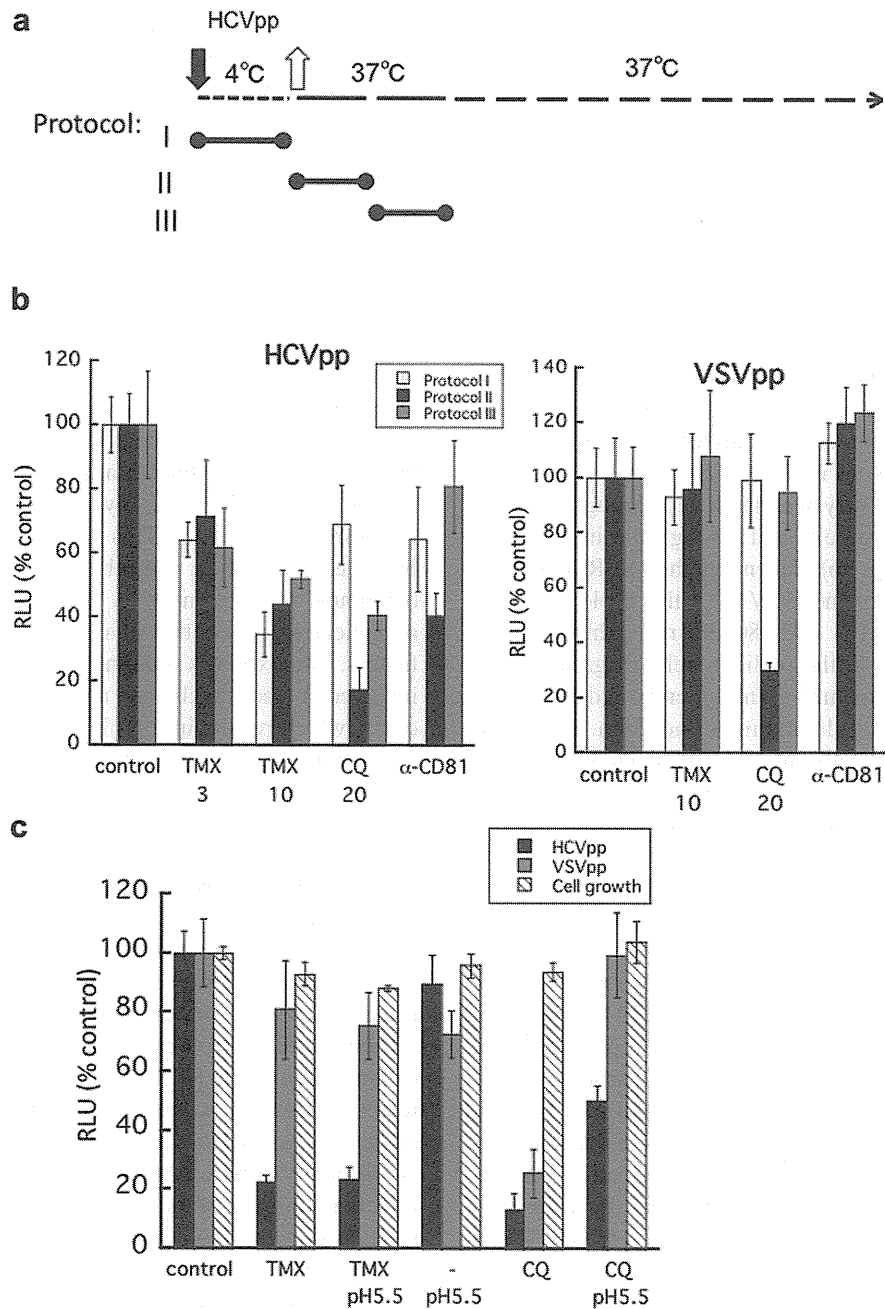 a
HCVpp
4°C 37°C 37°C
Protocol:
I
II
III
b
HCVpp
Protocol I
Protocol II
Protocol III
RLU (% control)
120
100
80
60
40
20
0
control TMX 3 TMX 10 CQ 20 α-CD81
VSVpp
RLU (% control)
140
120
100
80
60
40
20
0
control TMX 10 CQ 20 α-CD81
c
HCVpp
VSVpp
Cell growth
RLU (% control)
120
100
80
60
40
20
0
control TMX TMX pH5.5 - pH5.5 CQ CQ pH5.5